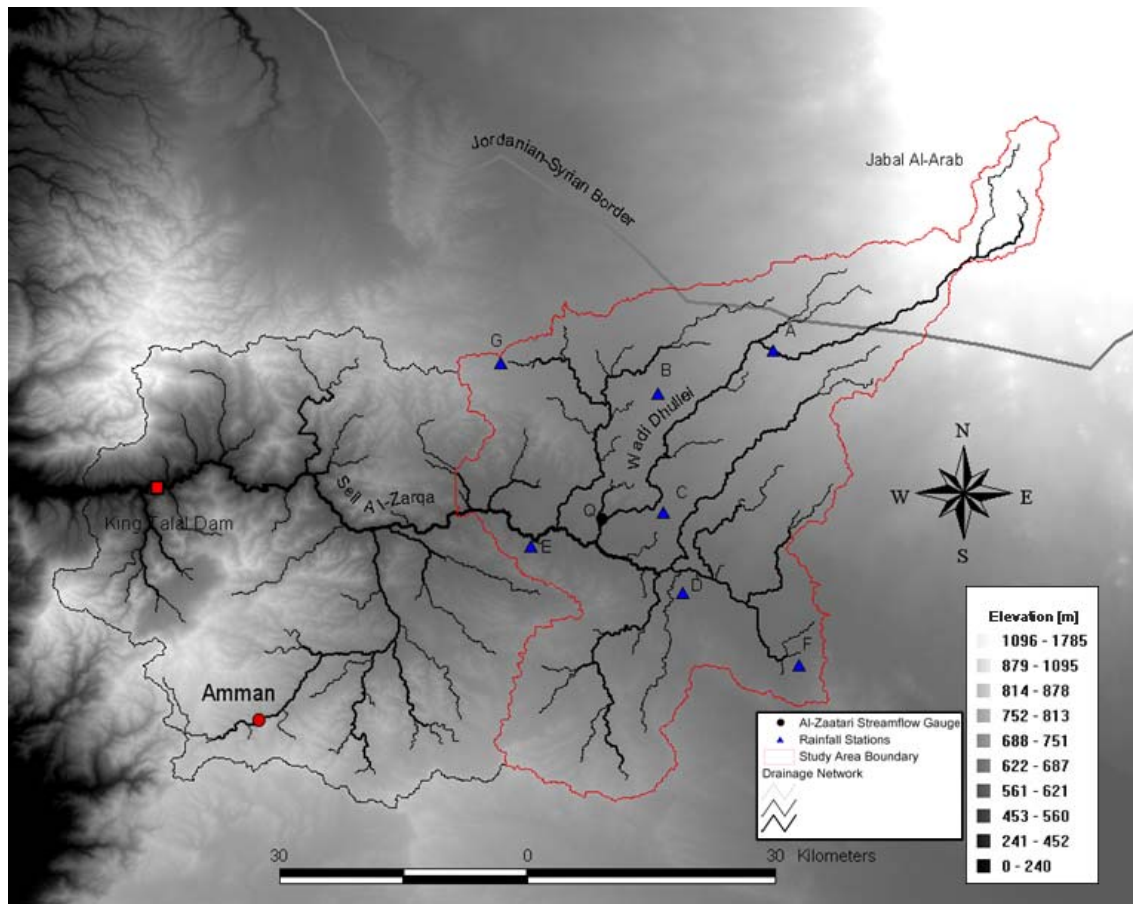 Jordanian-Syrian Border
Jabal Al-Arab
G
A
B
Wadi Dhuliel
C
Seil Al-Zarqa
Q
King Talal Dam
E
D
F
Amman
N
W
E
S
Elevation [m]
1096 - 1785
879 - 1095
814 - 878
752 - 813
688 - 751
622 - 687
561 - 621
453 - 560
241 - 452
0 - 240
Al-Zaatari Streamflow Gauge
Rainfall Stations
Study Area Boundary
Drainage Network
30 0 30 Kilometers